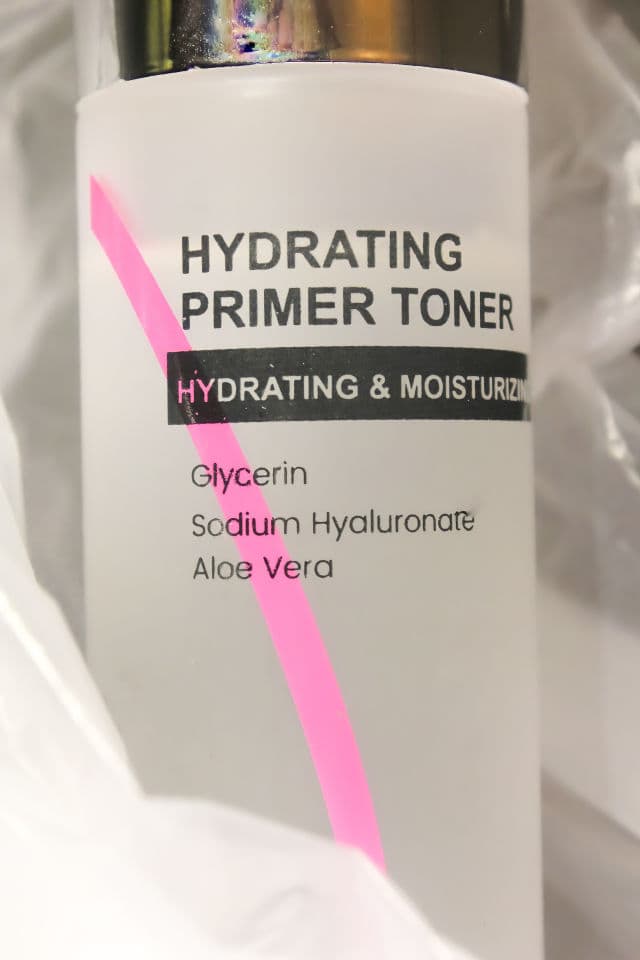 HYDRATING
PRIMER TONER
HYDRATING & MOISTURIZIN
Glycerin
Sodium Hyaluronate
Aloe Vera